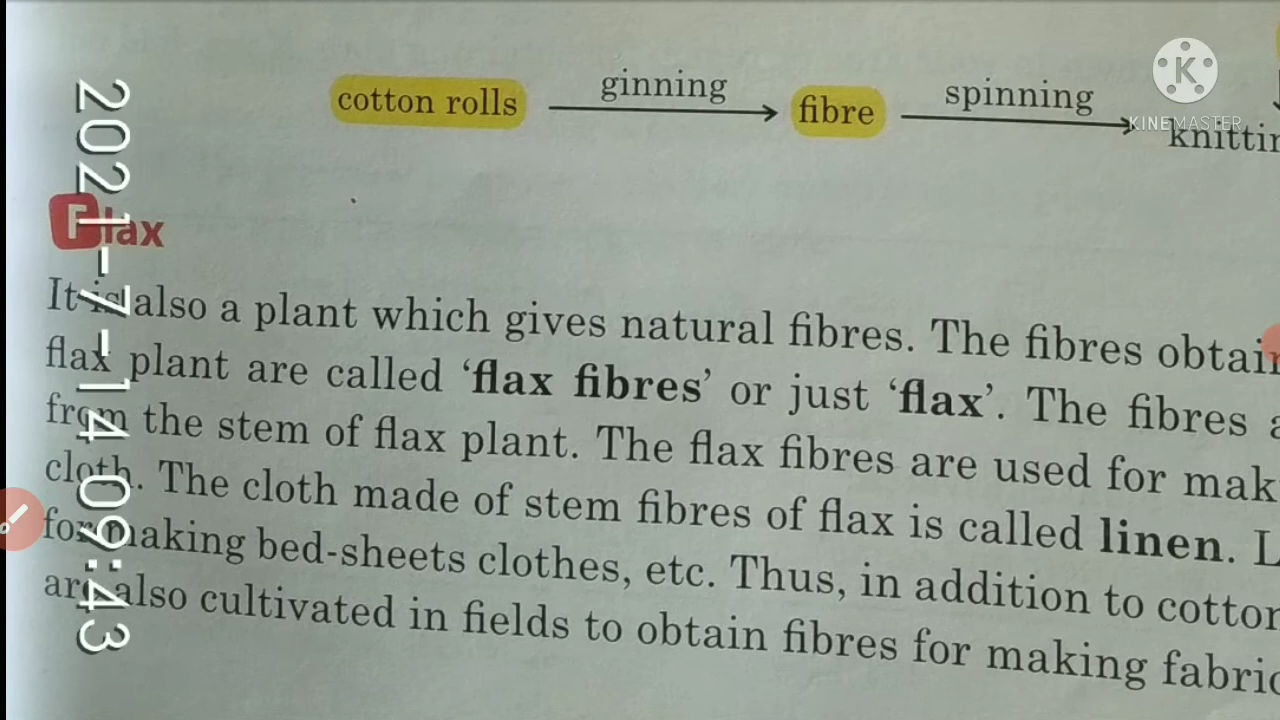 cotton rolls ginning fibre spinning
K
KINEMASTER
Flax
It is also a plant which gives natural fibres. The fibres
flax plant are called ‘flax fibres’ or just ‘flax’. The fibres
from the stem of flax plant. The flax fibres are used for
cloth. The cloth made of stem fibres of flax is called linen.
for making bed-sheets clothes, etc. Thus, in addition to
are also cultivated in fields to obtain fibres for making
2021-7-14 09:43